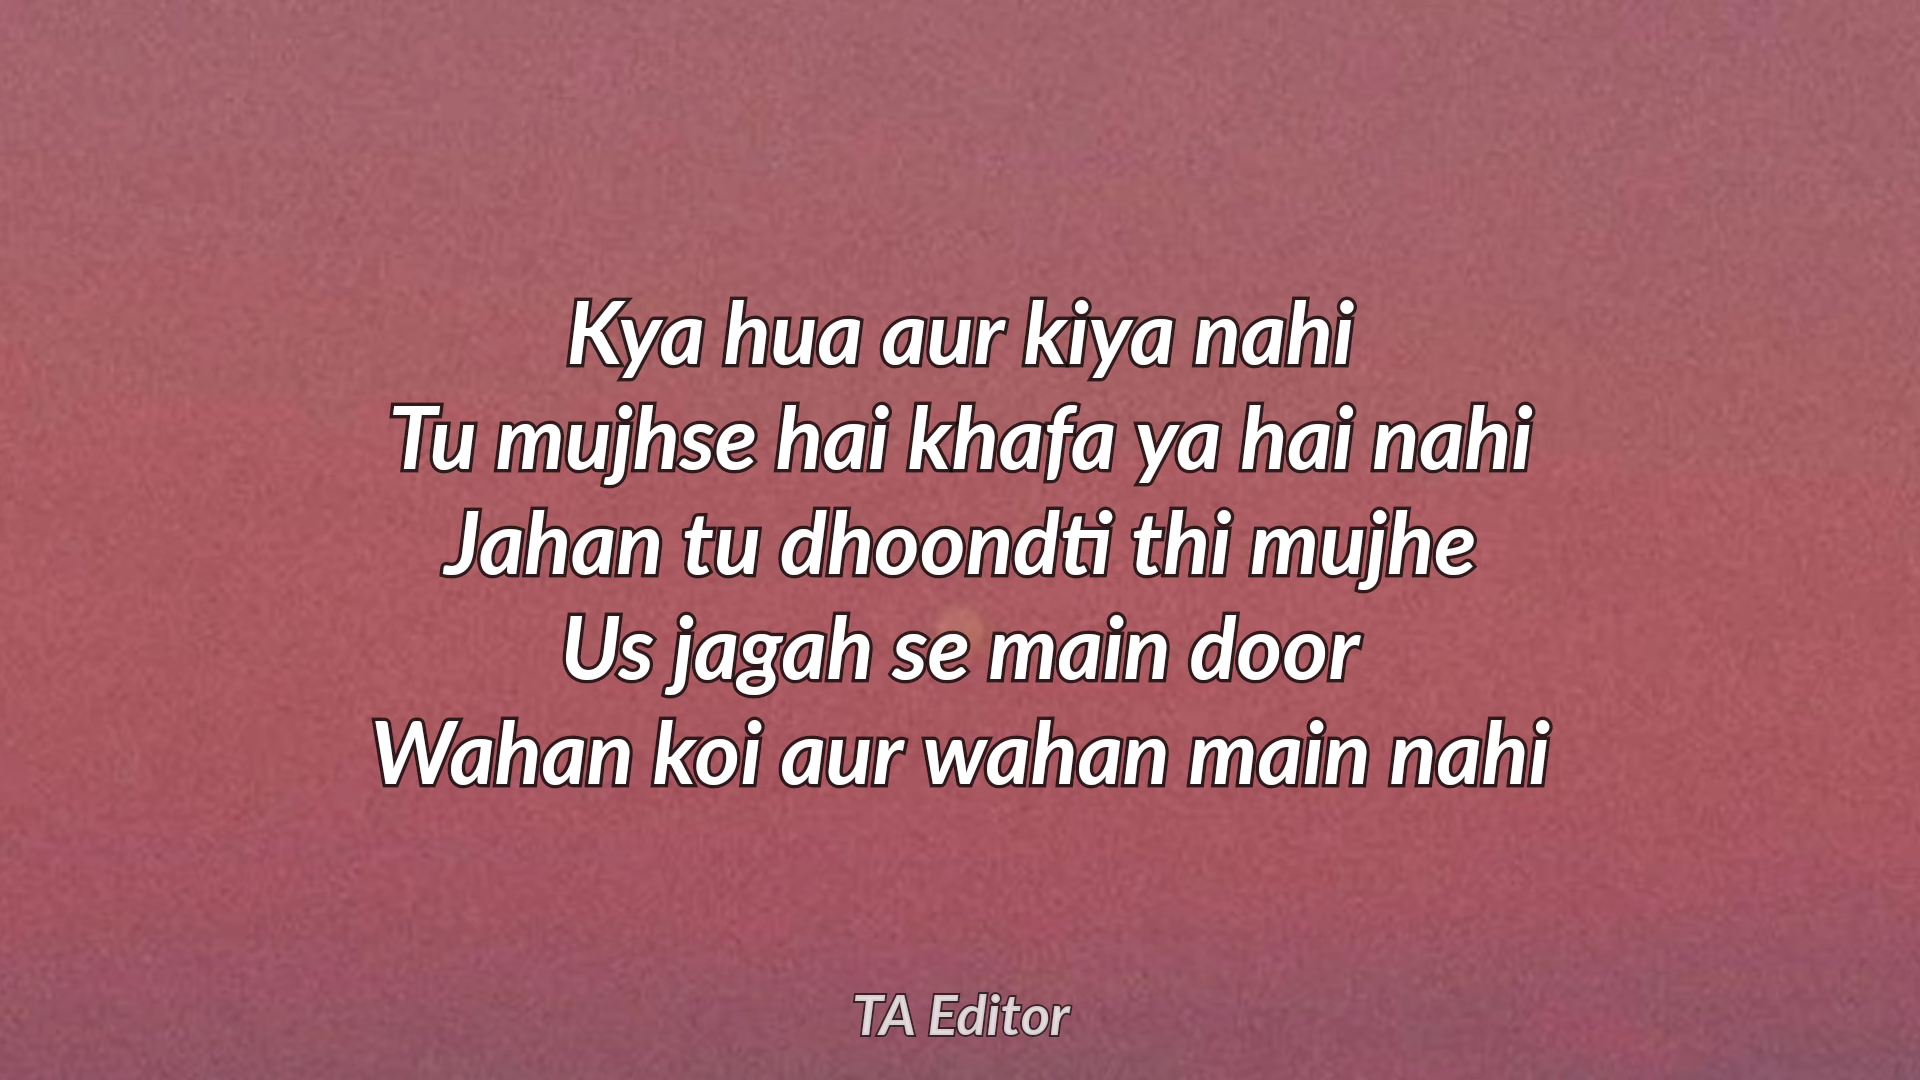 Kya hua aur kiya nahi
Tu mujhse hai khafa ya hai nahi
Jahan tu dhoondti thi mujhe
Us jagah se main door
Wahan koi aur wahan main nahi
TA Editor